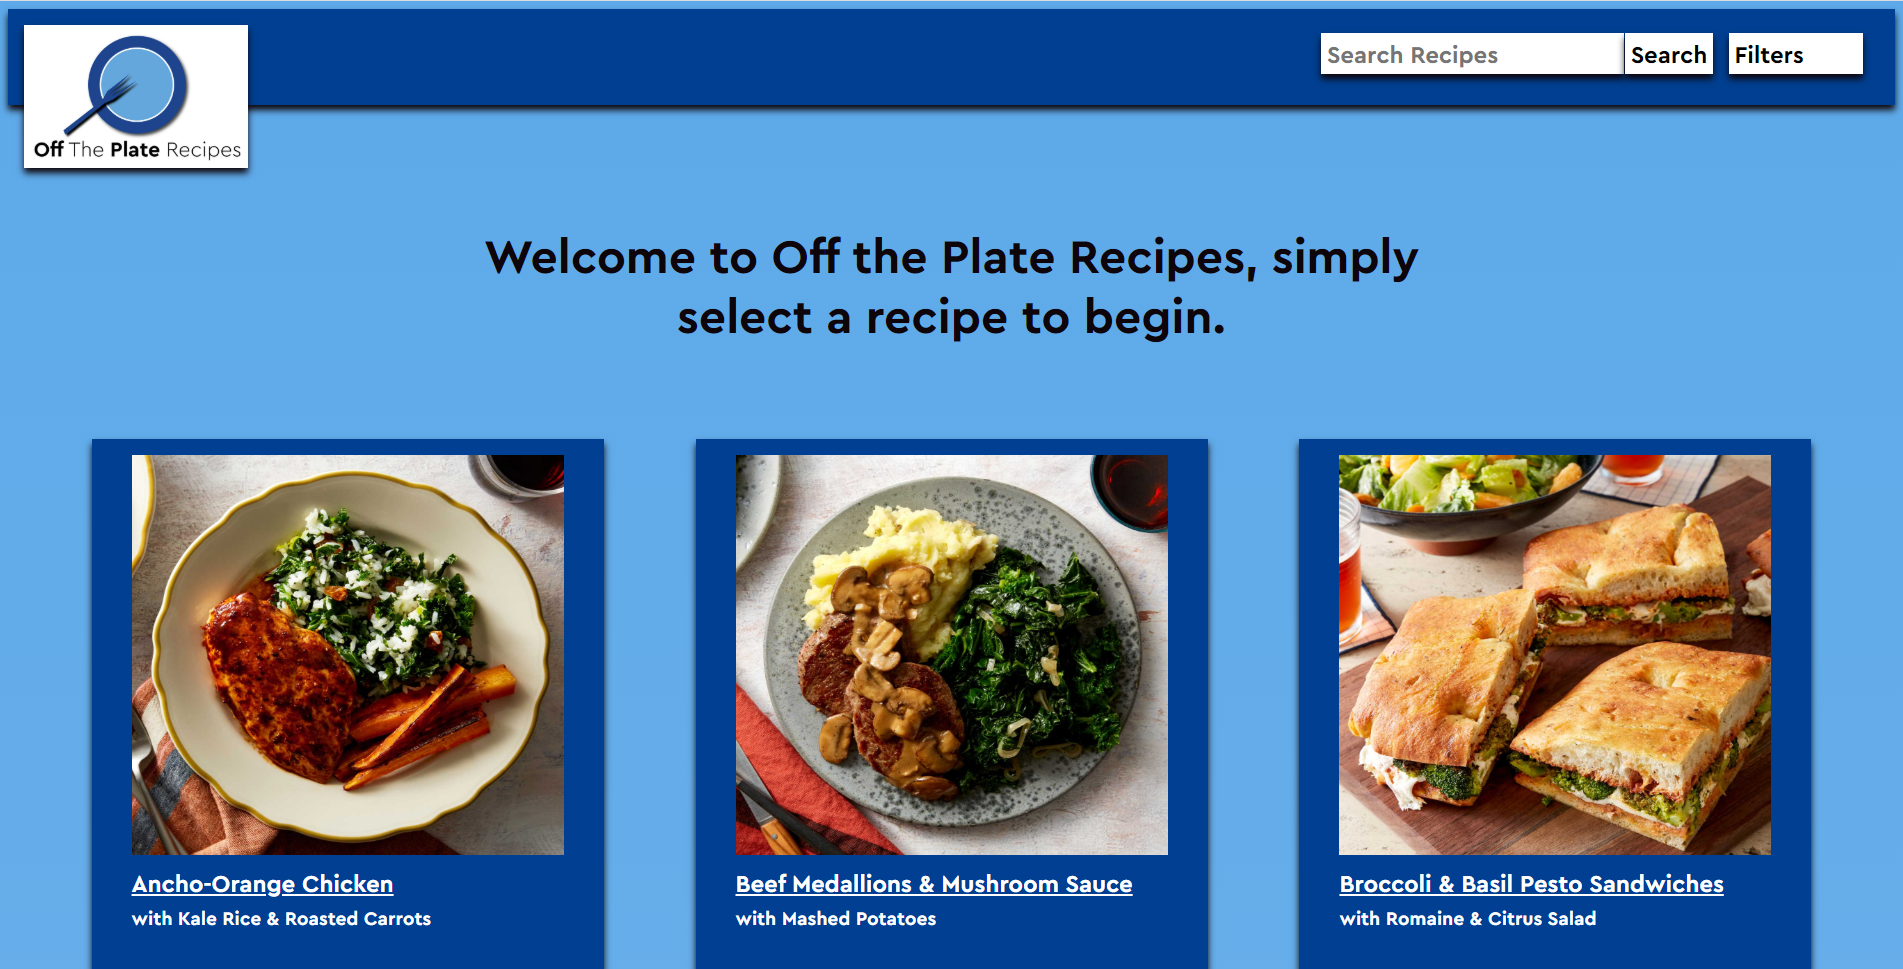 Off The Plate Recipes
Search Recipes
Search
Filters
Welcome to Off the Plate Recipes, simply
select a recipe to begin.
Ancho-Orange Chicken
with Kale Rice & Roasted Carrots
Beef Medallions & Mushroom Sauce
with Mashed Potatoes
Broccoli & Basil Pesto Sandwiches
with Romaine & Citrus Salad